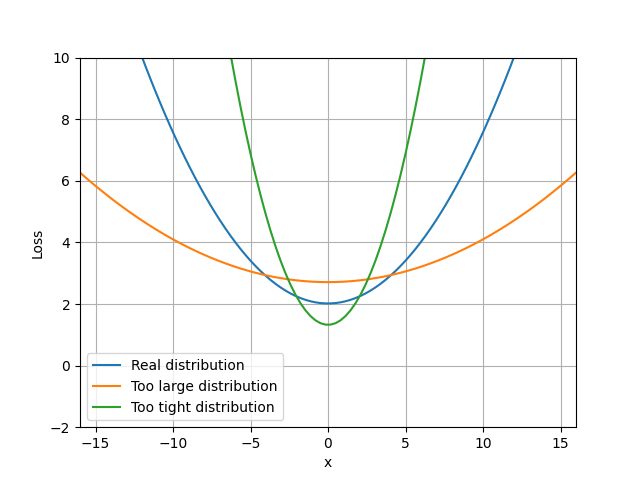 10
8
6
4
2
0
−2
Loss
Real distribution
Too large distribution
Too tight distribution
−15 −10 −5 0 5 10 15
x